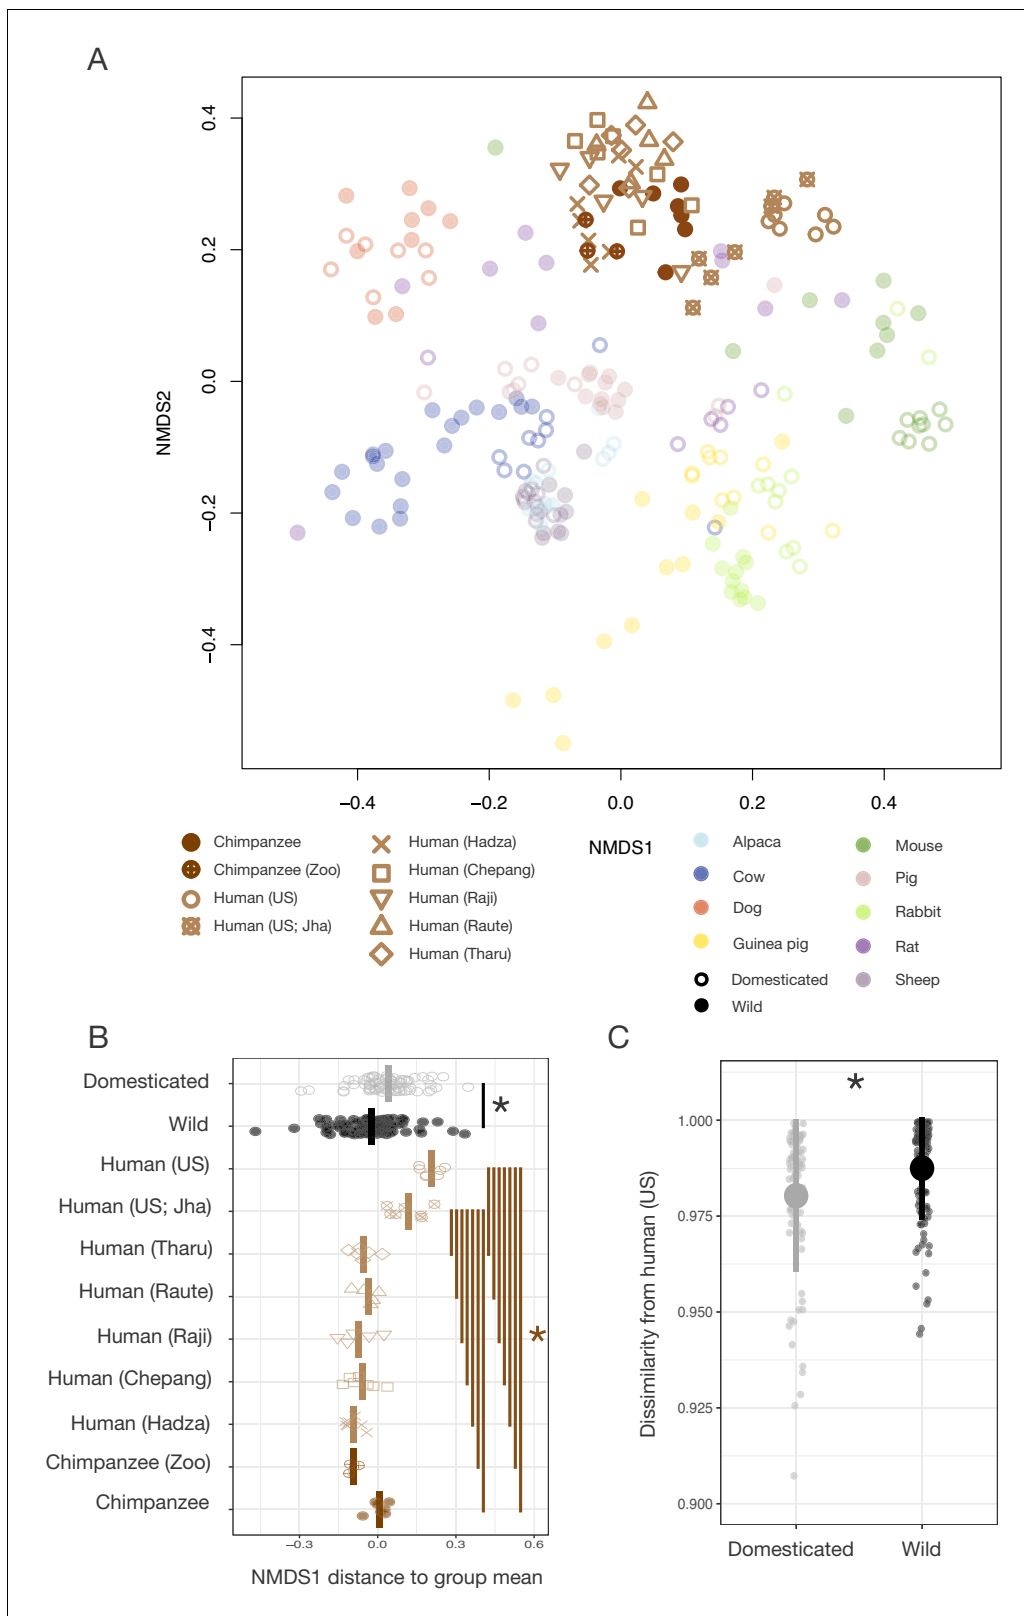 A
NMDS2
0.4
0.2
0.0
−0.2
−0.4
−0.4
−0.2
0.0
0.2
0.4
NMDS1
Chimpanzee
Chimpanzee (Zoo)
Human (US)
Human (US; Jha)
Human (Hadza)
Human (Chepang)
Human (Raji)
Human (Raute)
Human (Tharu)
Alpaca
Cow
Dog
Guinea pig
Domesticated
Wild
Mouse
Pig
Rabbit
Rat
Sheep
B
Domesticated
Wild
Human (US)
Human (US; Jha)
Human (Tharu)
Human (Raute)
Human (Raji)
Human (Chepang)
Human (Hadza)
Chimpanzee (Zoo)
Chimpanzee
*
*
−0.3
0.0
0.3
0.6
NMDS1 distance to group mean
C
*
Dissimilarity from human (US)
1.000
0.975
0.950
0.925
0.900
Domesticated
Wild